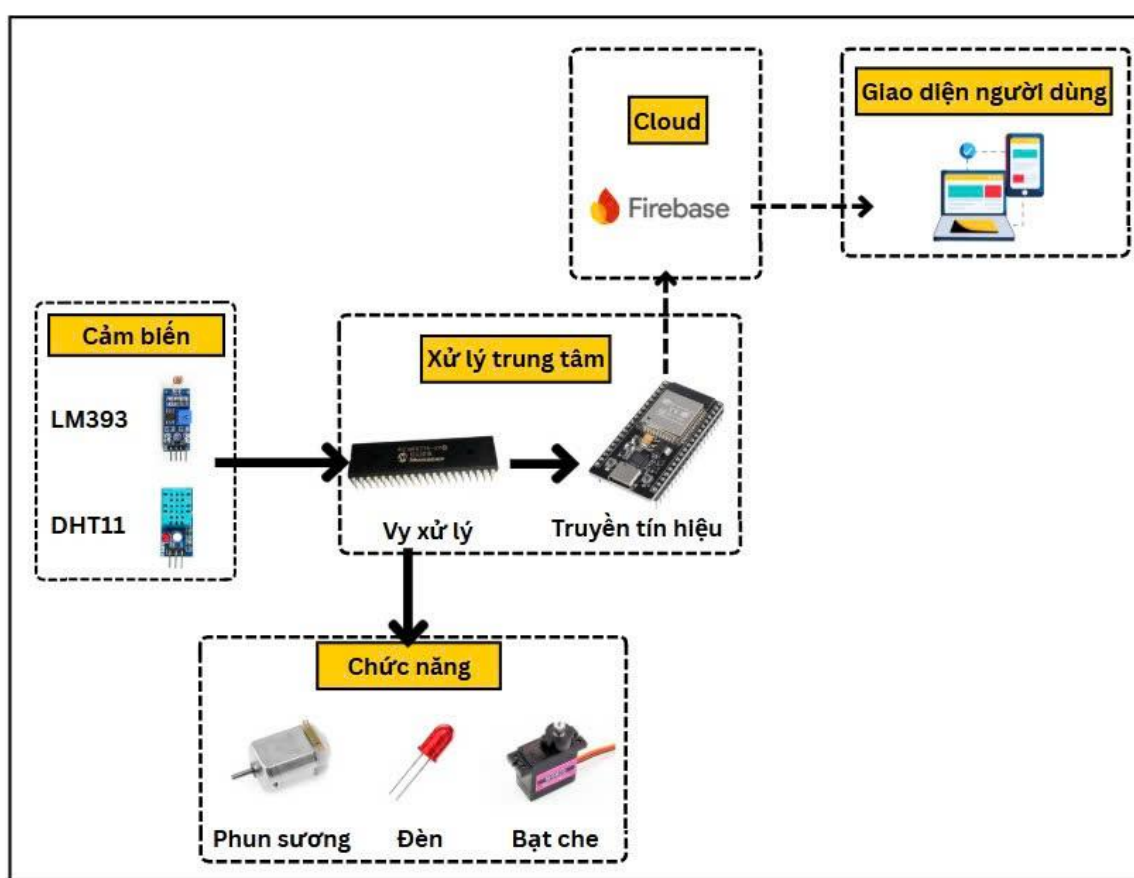 Cloud
Firebase
Giao diện người dùng
Cảm biến
LM393
DHT11
Xử lý trung tâm
Vy xử lý
Truyền tín hiệu
Chức năng
Phun sương
Đèn
Bạt che